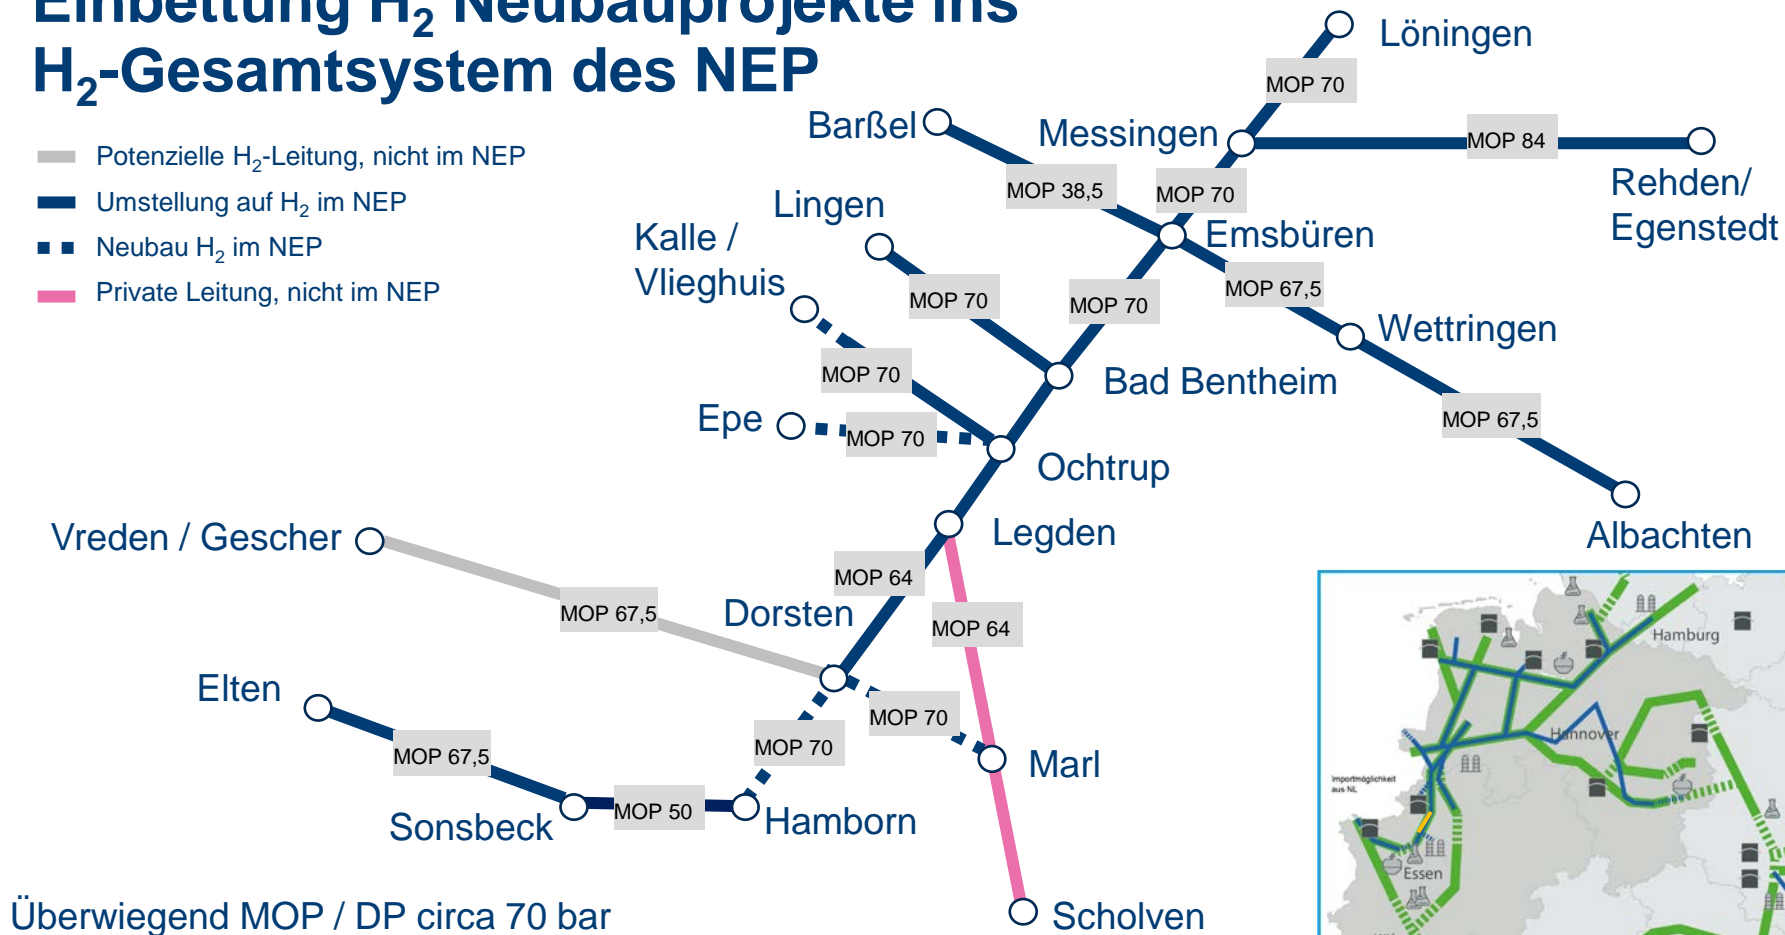 Einbettung H₂ Neubauprojekte ins
H₂-Gesamtsystem des NEP
Potenzielle H₂-Leitung, nicht im NEP
Umstellung auf H₂ im NEP
Neubau H₂ im NEP
Private Leitung, nicht im NEP
Löningen
MOP 70
Barßel
Messingen
MOP 84
MOP 38,5
MOP 70
Rehden/
Egenstedt
Lingen
Kalle /
Vlieghuis
Emsbüren
MOP 70
MOP 70
MOP 67,5
Wettringen
MOP 70
Bad Bentheim
Epe
MOP 70
MOP 67,5
Ochtrup
Vreden / Gescher
Legden
Albachten
MOP 64
MOP 67,5
Dorsten
MOP 64
Elten
MOP 70
MOP 67,5
MOP 70
Marl
Sonsbeck
MOP 50
Hamborn
Überwiegend MOP / DP circa 70 bar
Scholven
Hamburg
Hannover
Importmöglichkeit
aus NL
Essen